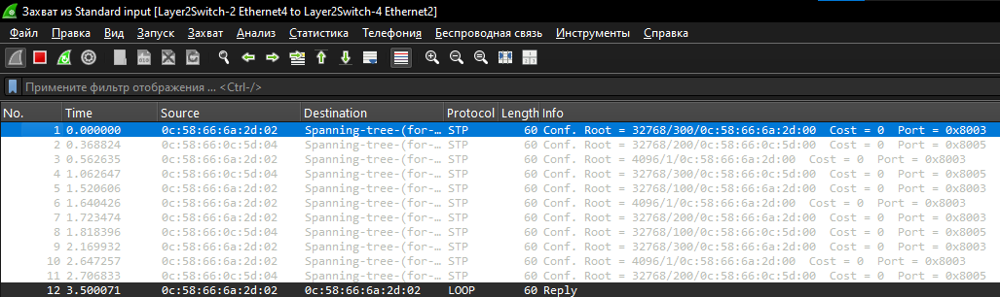 Захват из Standard input [Layer2Switch-2 Ethernet4 to Layer2Switch-4 Ethernet2]
Файл Правка Вид Запуск Захват Анализ Статистика Телефония Беспроводная связь Инструменты Справка
Примените фильтр отображения … <Ctrl-/>
No. Time Source Destination Protocol Length Info
1 0.000000 0c:58:66:6a:2d:02 Spanning-tree-(for-… STP 60 Conf. Root = 32768/300/0c:58:66:6a:2d:00 Cost = 0 Port = 0x8003
2 0.368824 0c:58:66:0c:5d:04 Spanning-tree-(for-… STP 60 Conf. Root = 32768/200/0c:58:66:0c:5d:00 Cost = 0 Port = 0x8005
3 0.562635 0c:58:66:6a:2d:02 Spanning-tree-(for-… STP 60 Conf. Root = 4096/1/0c:58:66:6a:2d:00 Cost = 0 Port = 0x8003
4 1.062647 0c:58:66:0c:5d:04 Spanning-tree-(for-… STP 60 Conf. Root = 32768/300/0c:58:66:0c:5d:00 Cost = 0 Port = 0x8005
5 1.520606 0c:58:66:6a:2d:02 Spanning-tree-(for-… STP 60 Conf. Root = 32768/100/0c:58:66:6a:2d:00 Cost = 0 Port = 0x8003
6 1.640426 0c:58:66:6a:2d:02 Spanning-tree-(for-… STP 60 Conf. Root = 4096/1/0c:58:66:6a:2d:00 Cost = 0 Port = 0x8003
7 1.723474 0c:58:66:6a:2d:02 Spanning-tree-(for-… STP 60 Conf. Root = 32768/200/0c:58:66:6a:2d:00 Cost = 0 Port = 0x8003
8 1.818396 0c:58:66:0c:5d:04 Spanning-tree-(for-… STP 60 Conf. Root = 32768/100/0c:58:66:0c:5d:00 Cost = 0 Port = 0x8005
9 2.169932 0c:58:66:6a:2d:02 Spanning-tree-(for-… STP 60 Conf. Root = 32768/300/0c:58:66:6a:2d:00 Cost = 0 Port = 0x8003
10 2.647257 Spanning-tree-(for-… STP 60 Conf. Root = 4096/1/0c:58:66:6a:2d:00 Cost = 0 Port = 0x8003
11 2.706833 0c:58:66:0c:5d:04 Spanning-tree-(for-… STP 60 Conf. Root = 32768/200/0c:58:66:0c:5d:00 Cost = 0 Port = 0x8005
12 3.500071 0c:58:66:6a:2d:02 0c:58:66:6a:2d:02 LOOP 60 Reply